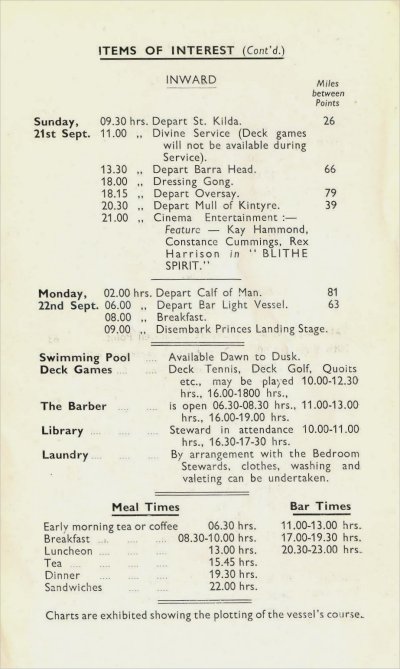 ITEMS OF INTEREST (Cont'd.)
INWARD
Miles
between
Points
Sunday, 09.30 hrs. Depart St. Kilda. 26
21st Sept. 11.00 ,, Divine Service (Deck games
will not be available during
Service).
13.30 ,, Depart Barra Head. 66
18.00 ,, Dressing Gong.
18.15 ,, Depart Oversay. 79
20.30 ,, Depart Mull of Kintyre. 39
21.00 ,, Cinema Entertainment :—
Feature — Kay Hammond,
Constance Cummings, Rex
Harrison in "BLITHE
SPIRIT."
Monday, 02.00 hrs. Depart Calf of Man. 81
22nd Sept. 06.00 ,, Depart Bar Light Vessel. 63
08.00 ,, Breakfast.
09.00 ,, Disembark Princes Landing Stage.
Swimming Pool .... Available Dawn to Dusk.
Deck Games .... .... Deck Tennis, Deck Golf, Quoits
etc., may be played 10.00-12.30
hrs., 16.00-1800 hrs.,
The Barber .... .... is open 06.30-08.30 hrs., 11.00-13.00
hrs., 16.00-19.00 hrs.
Library .... .... Steward in attendance 10.00-11.00
hrs., 16.30-17-30 hrs.
Laundry .... .... .... By arrangement with the Bedroom
Stewards, clothes, washing and
valeting can be undertaken.
Meal Times Bar Times
Early morning tea or coffee 06.30 hrs. 11.00-13.00 hrs.
Breakfast .... .... .... 08.30-10.00 hrs. 17.00-19.30 hrs.
Luncheon .... .... .... 13.00 hrs. 20.30-23.00 hrs.
Tea .... .... .... 15.45 hrs.
Dinner .... .... .... 19.30 hrs.
Sandwiches .... .... 22.00 hrs.
Charts are exhibited showing the plotting of the vessel's course.